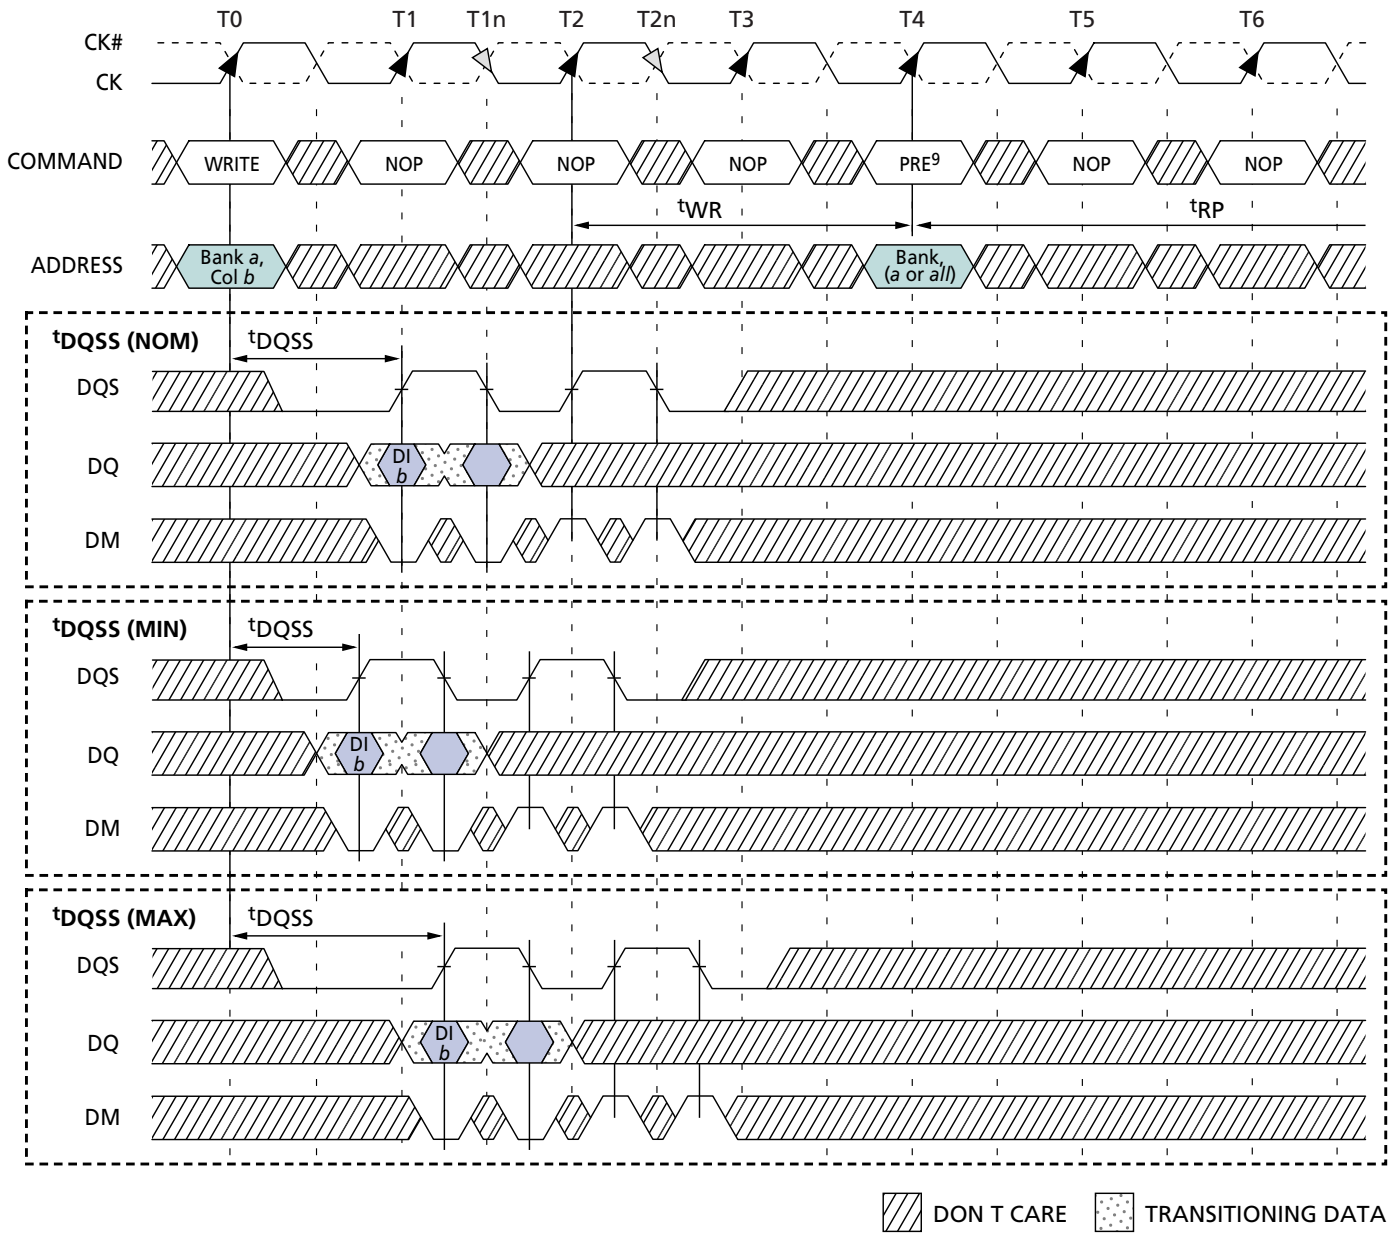 T0 T1 T1n T2 T2n T3 T4 T5 T6
CK#
CK
COMMAND WRITE NOP NOP NOP PRE⁹ NOP NOP
ᵗWR ᵗRP
ADDRESS
Bank a,
Col b
Bank,
(a or all)
ᵗDQSS (NOM) ᵗDQSS
DQS
DQ
DI
b
DM
ᵗDQSS (MIN) ᵗDQSS
DQS
DQ
DI
b
DM
ᵗDQSS (MAX) ᵗDQSS
DQS
DQ
DI
b
DM
DON T CARE TRANSITIONING DATA